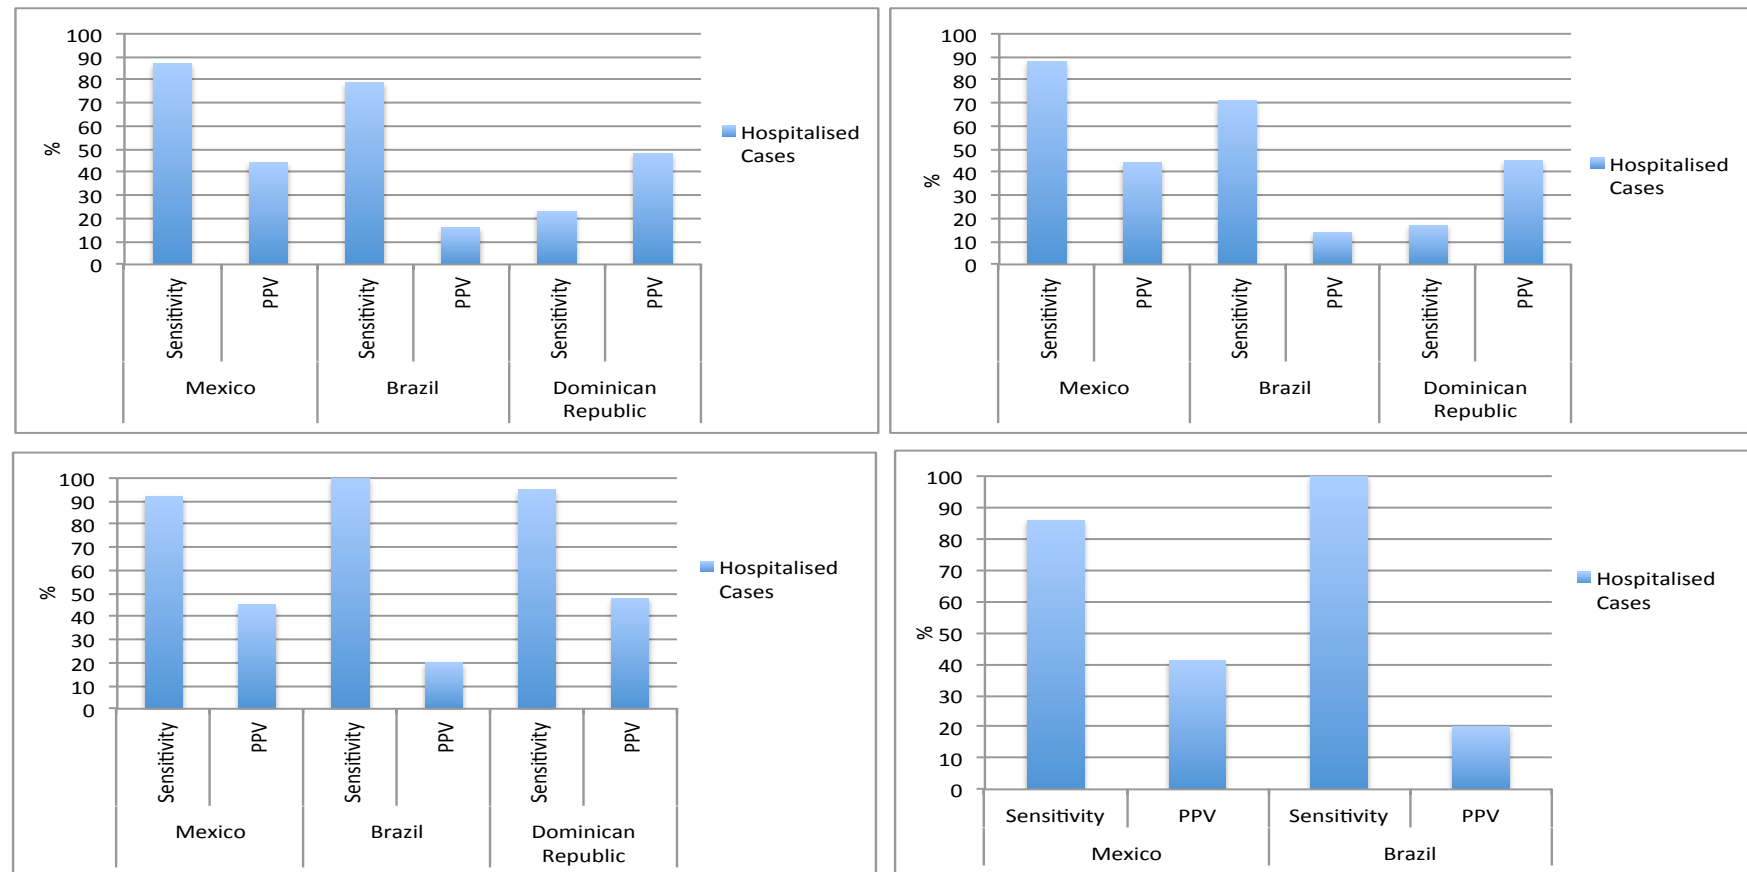 100
90
80
70
60
50
40
30
20
10
0
%
Sensitivity
PPV
Sensitivity
PPV
Sensitivity
PPV
Mexico
Brazil
Dominican
Republic
Hospitalised
Cases
100
90
80
70
60
50
40
30
20
10
0
%
Sensitivity
PPV
Sensitivity
PPV
Sensitivity
PPV
Mexico
Brazil
Dominican
Republic
Hospitalised
Cases
100
90
80
70
60
50
40
30
20
10
0
%
Sensitivity
PPV
Sensitivity
PPV
Sensitivity
PPV
Mexico
Brazil
Dominican
Republic
Hospitalised
Cases
100
90
80
70
60
50
40
30
20
10
0
%
Sensitivity
PPV
Sensitivity
PPV
Mexico
Brazil
Hospitalised
Cases